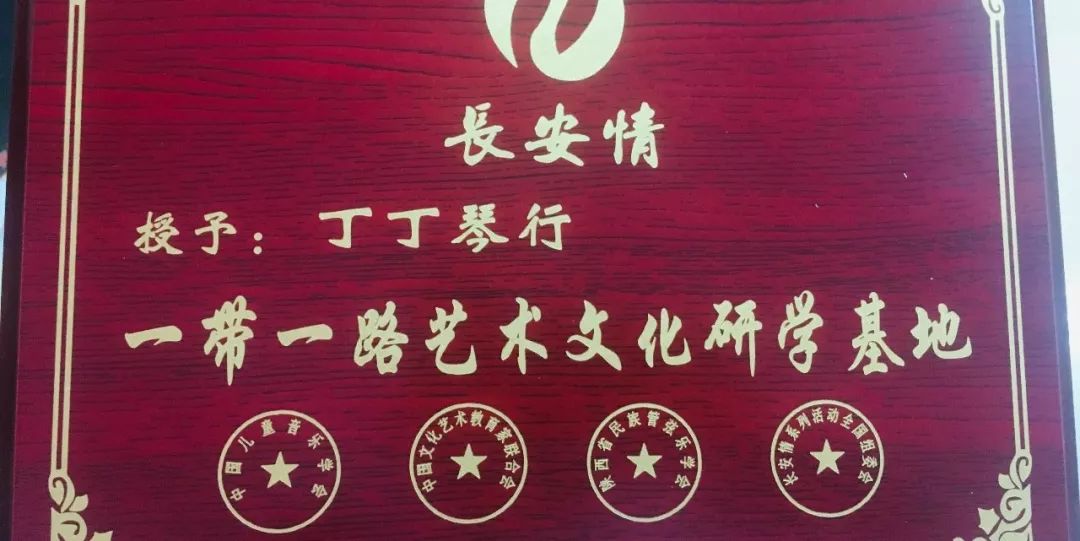 長安情
授予：丁丁琴行
一带一路艺术文化研学基地
中国儿童音乐学会
中国文化艺术教育家联合会
陕西省民族管弦乐学会
长安情系列活动全国组委会